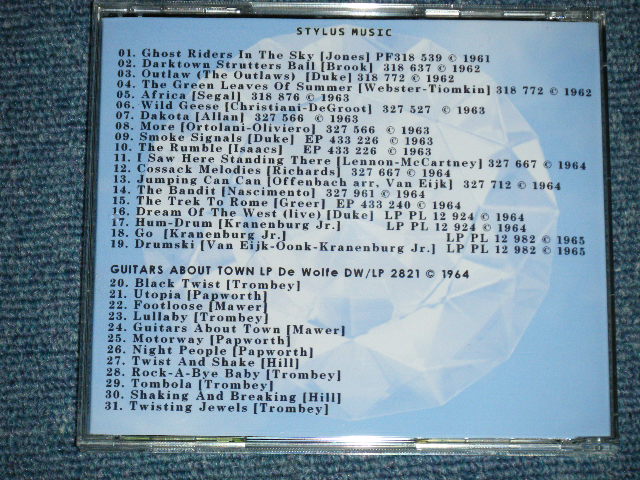 STYLUS MUSIC
01. Ghost Riders In The Sky [Jones] PF318 539 © 1961
02. Darktown Strutters Ball [Brook] 318 637 © 1962
03. Outlaw (The Outlaws) [Duke] 318 772 © 1962
04. The Green Leaves Of Summer [Webster-Tiomkin] 318 772 © 1962
05. Africa [Segal] 318 876 © 1963
06. Wild Geese [Christiani-DeGroot] 327 527 © 1963
07. Dakota [Allan] 327 566 © 1963
08. More [Ortolani-Oliviero] 327 566 © 1963
09. Smoke Signals [Duke] EP 433 226 © 1963
10. The Rumble [Isaacs] EP 433 226 © 1963
11. I Saw Here Standing There [Lennon-McCartney] 327 667 © 1964
12. Cossack Melodies [Richards] 327 667 © 1964
13. Jumping Can Can [Offenbach arr, Van Eijk] 327 712 © 1964
14. The Bandit [Nascimento] 327 961 © 1964
15. The Trek To Rome [Greer] EP 433 240 © 1964
16. Dream Of The West (live) [Duke] LP PL 12 924 © 1964
17. Hum-Drum [Kranenburg Jr.] LP PL 12 924 © 1964
18. Go [Kranenburg Jr.] LP PL 12 982 © 1965
19. Drumski [Van Eijk-Oonk-Kranenburg Jr.] LP PL 12 982 © 1965
GUITARS ABOUT TOWN LP De Wolfe DW/LP 2821 © 1964
20. Black Twist [Trombey]
21. Utopia [Papworth]
22. Footloose [Mawer]
23. Lullaby [Trombey]
24. Guitars About Town [Mawer]
25. Motorway [Papworth]
26. Night People [Papworth]
27. Twist And Shake [Hill]
28. Rock-A-Bye Baby [Trombey]
29. Tombola [Trombey]
30. Shaking And Breaking [Hill]
31. Twisting Jewels [Trombey]